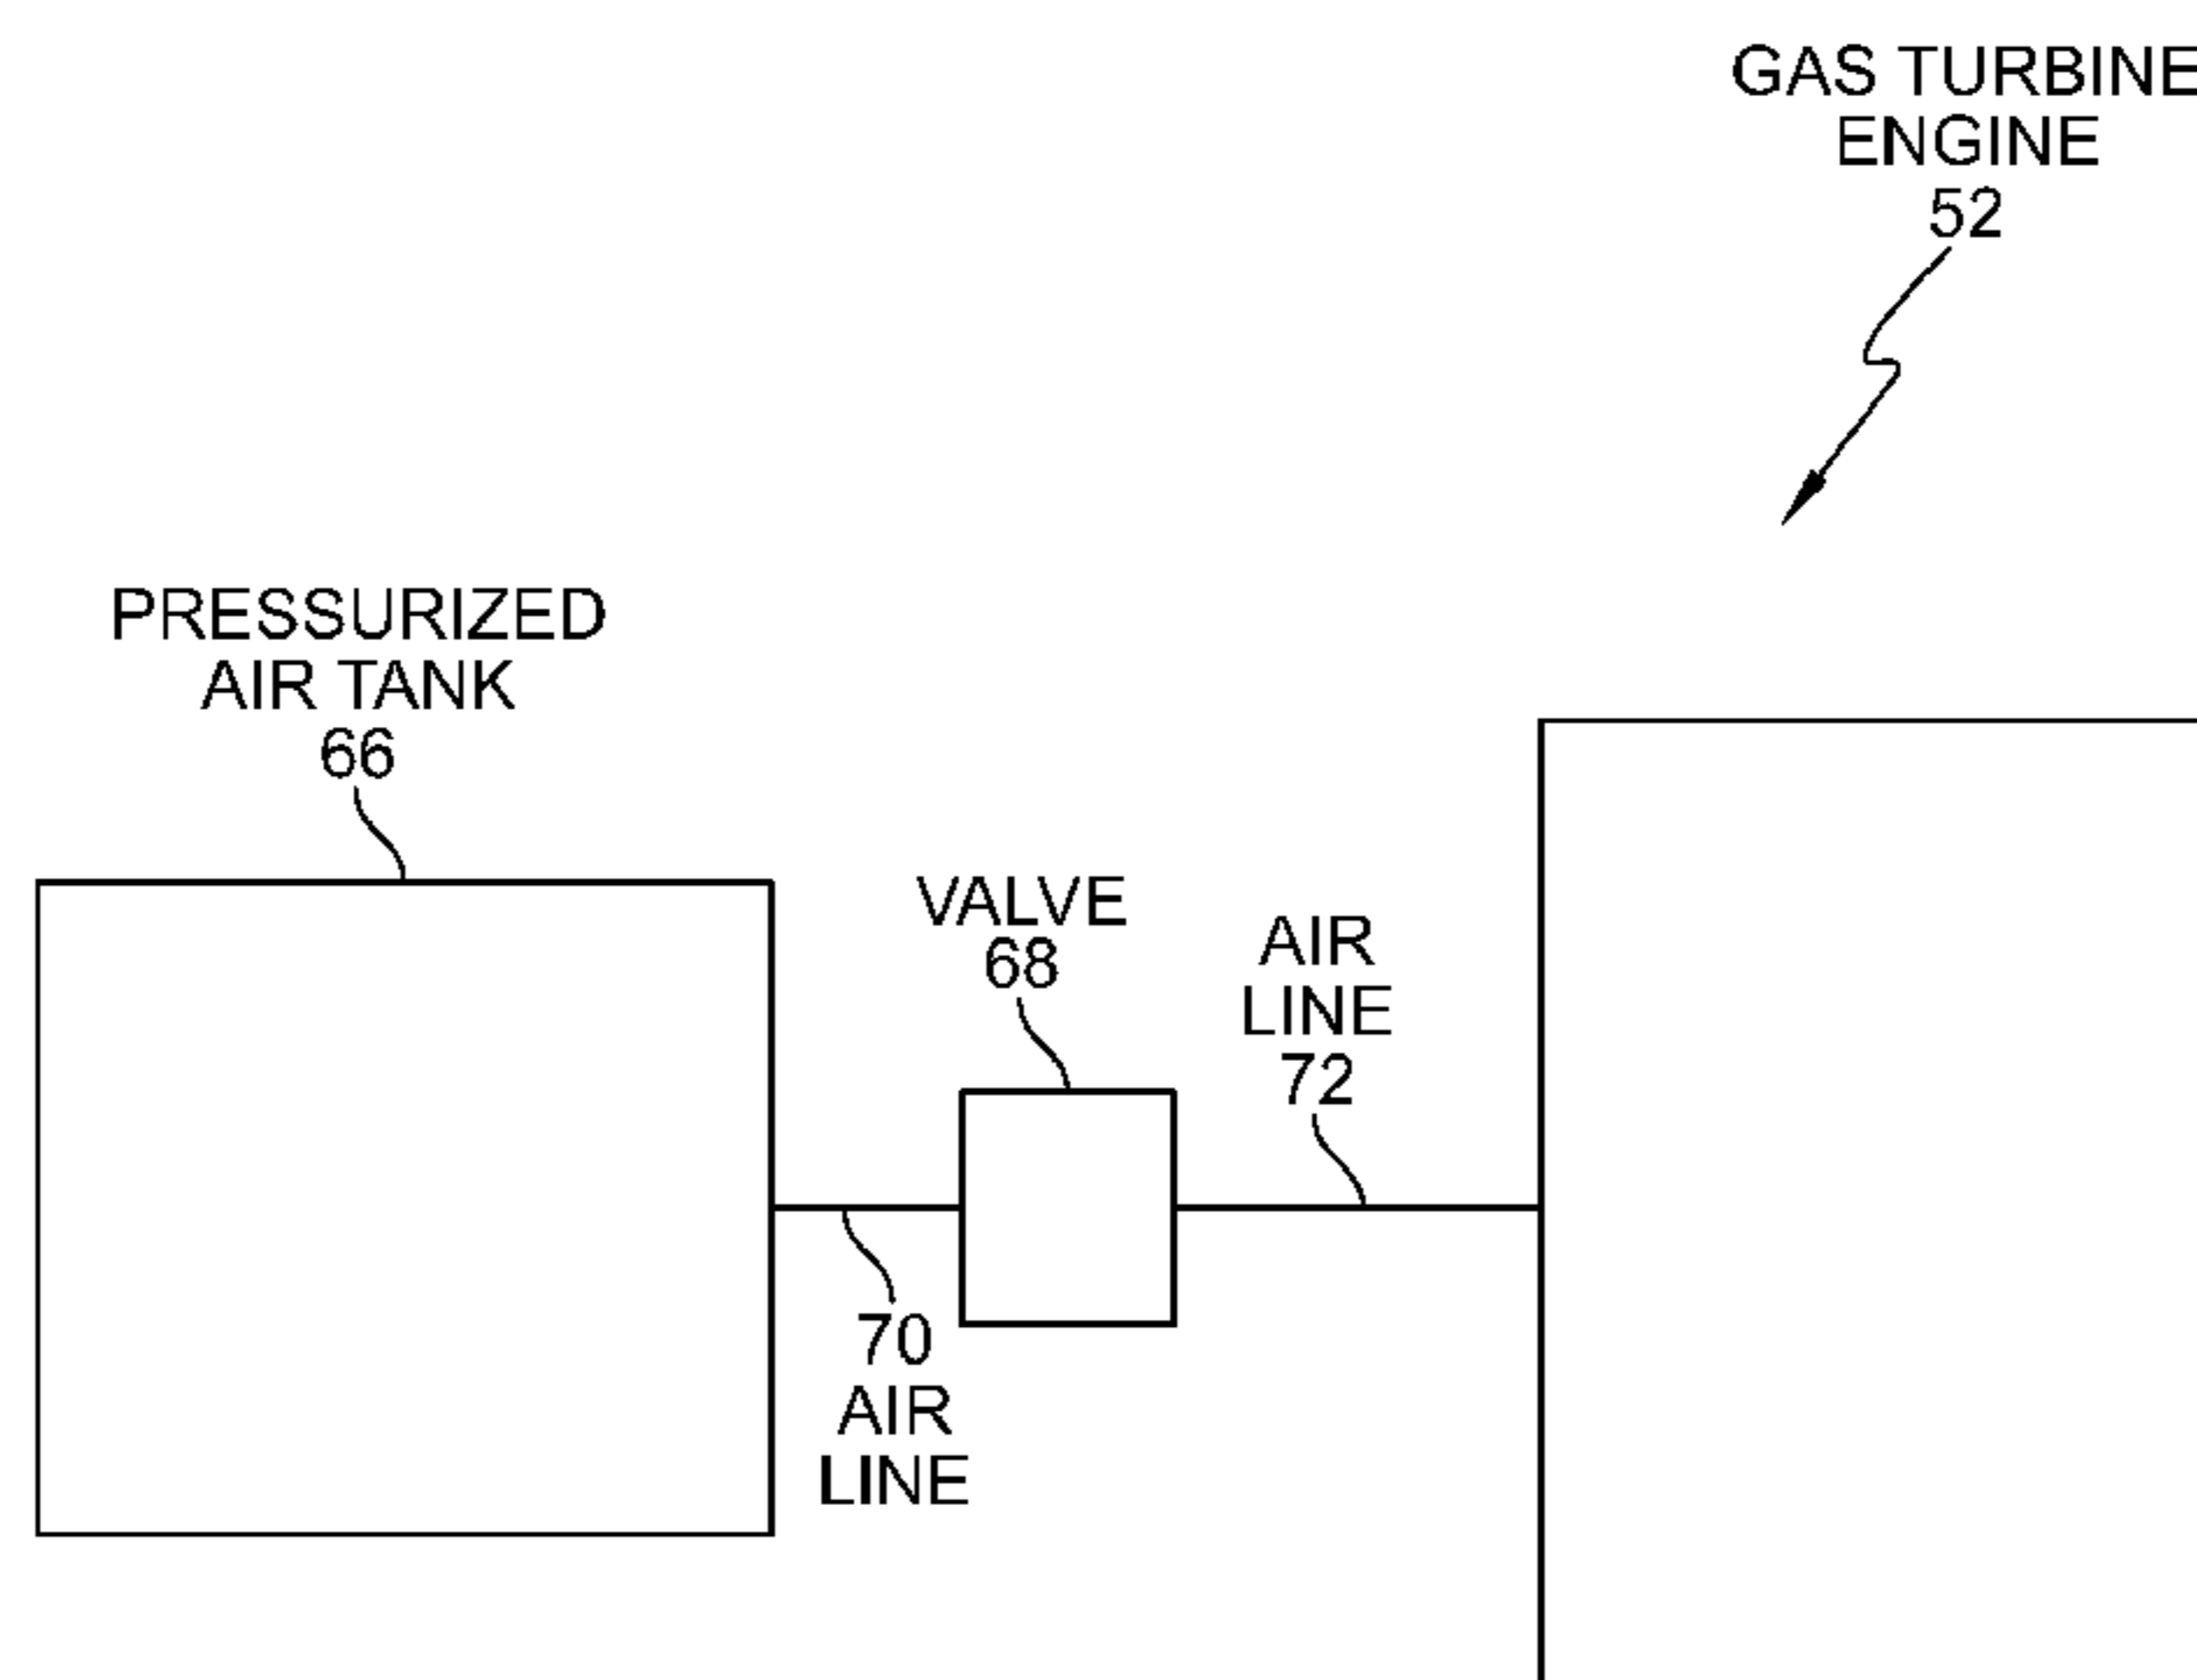 GAS TURBINE
ENGINE
52
PRESSURIZED
AIR TANK
66
VALVE
68
AIR
LINE
72
70
AIR
LINE